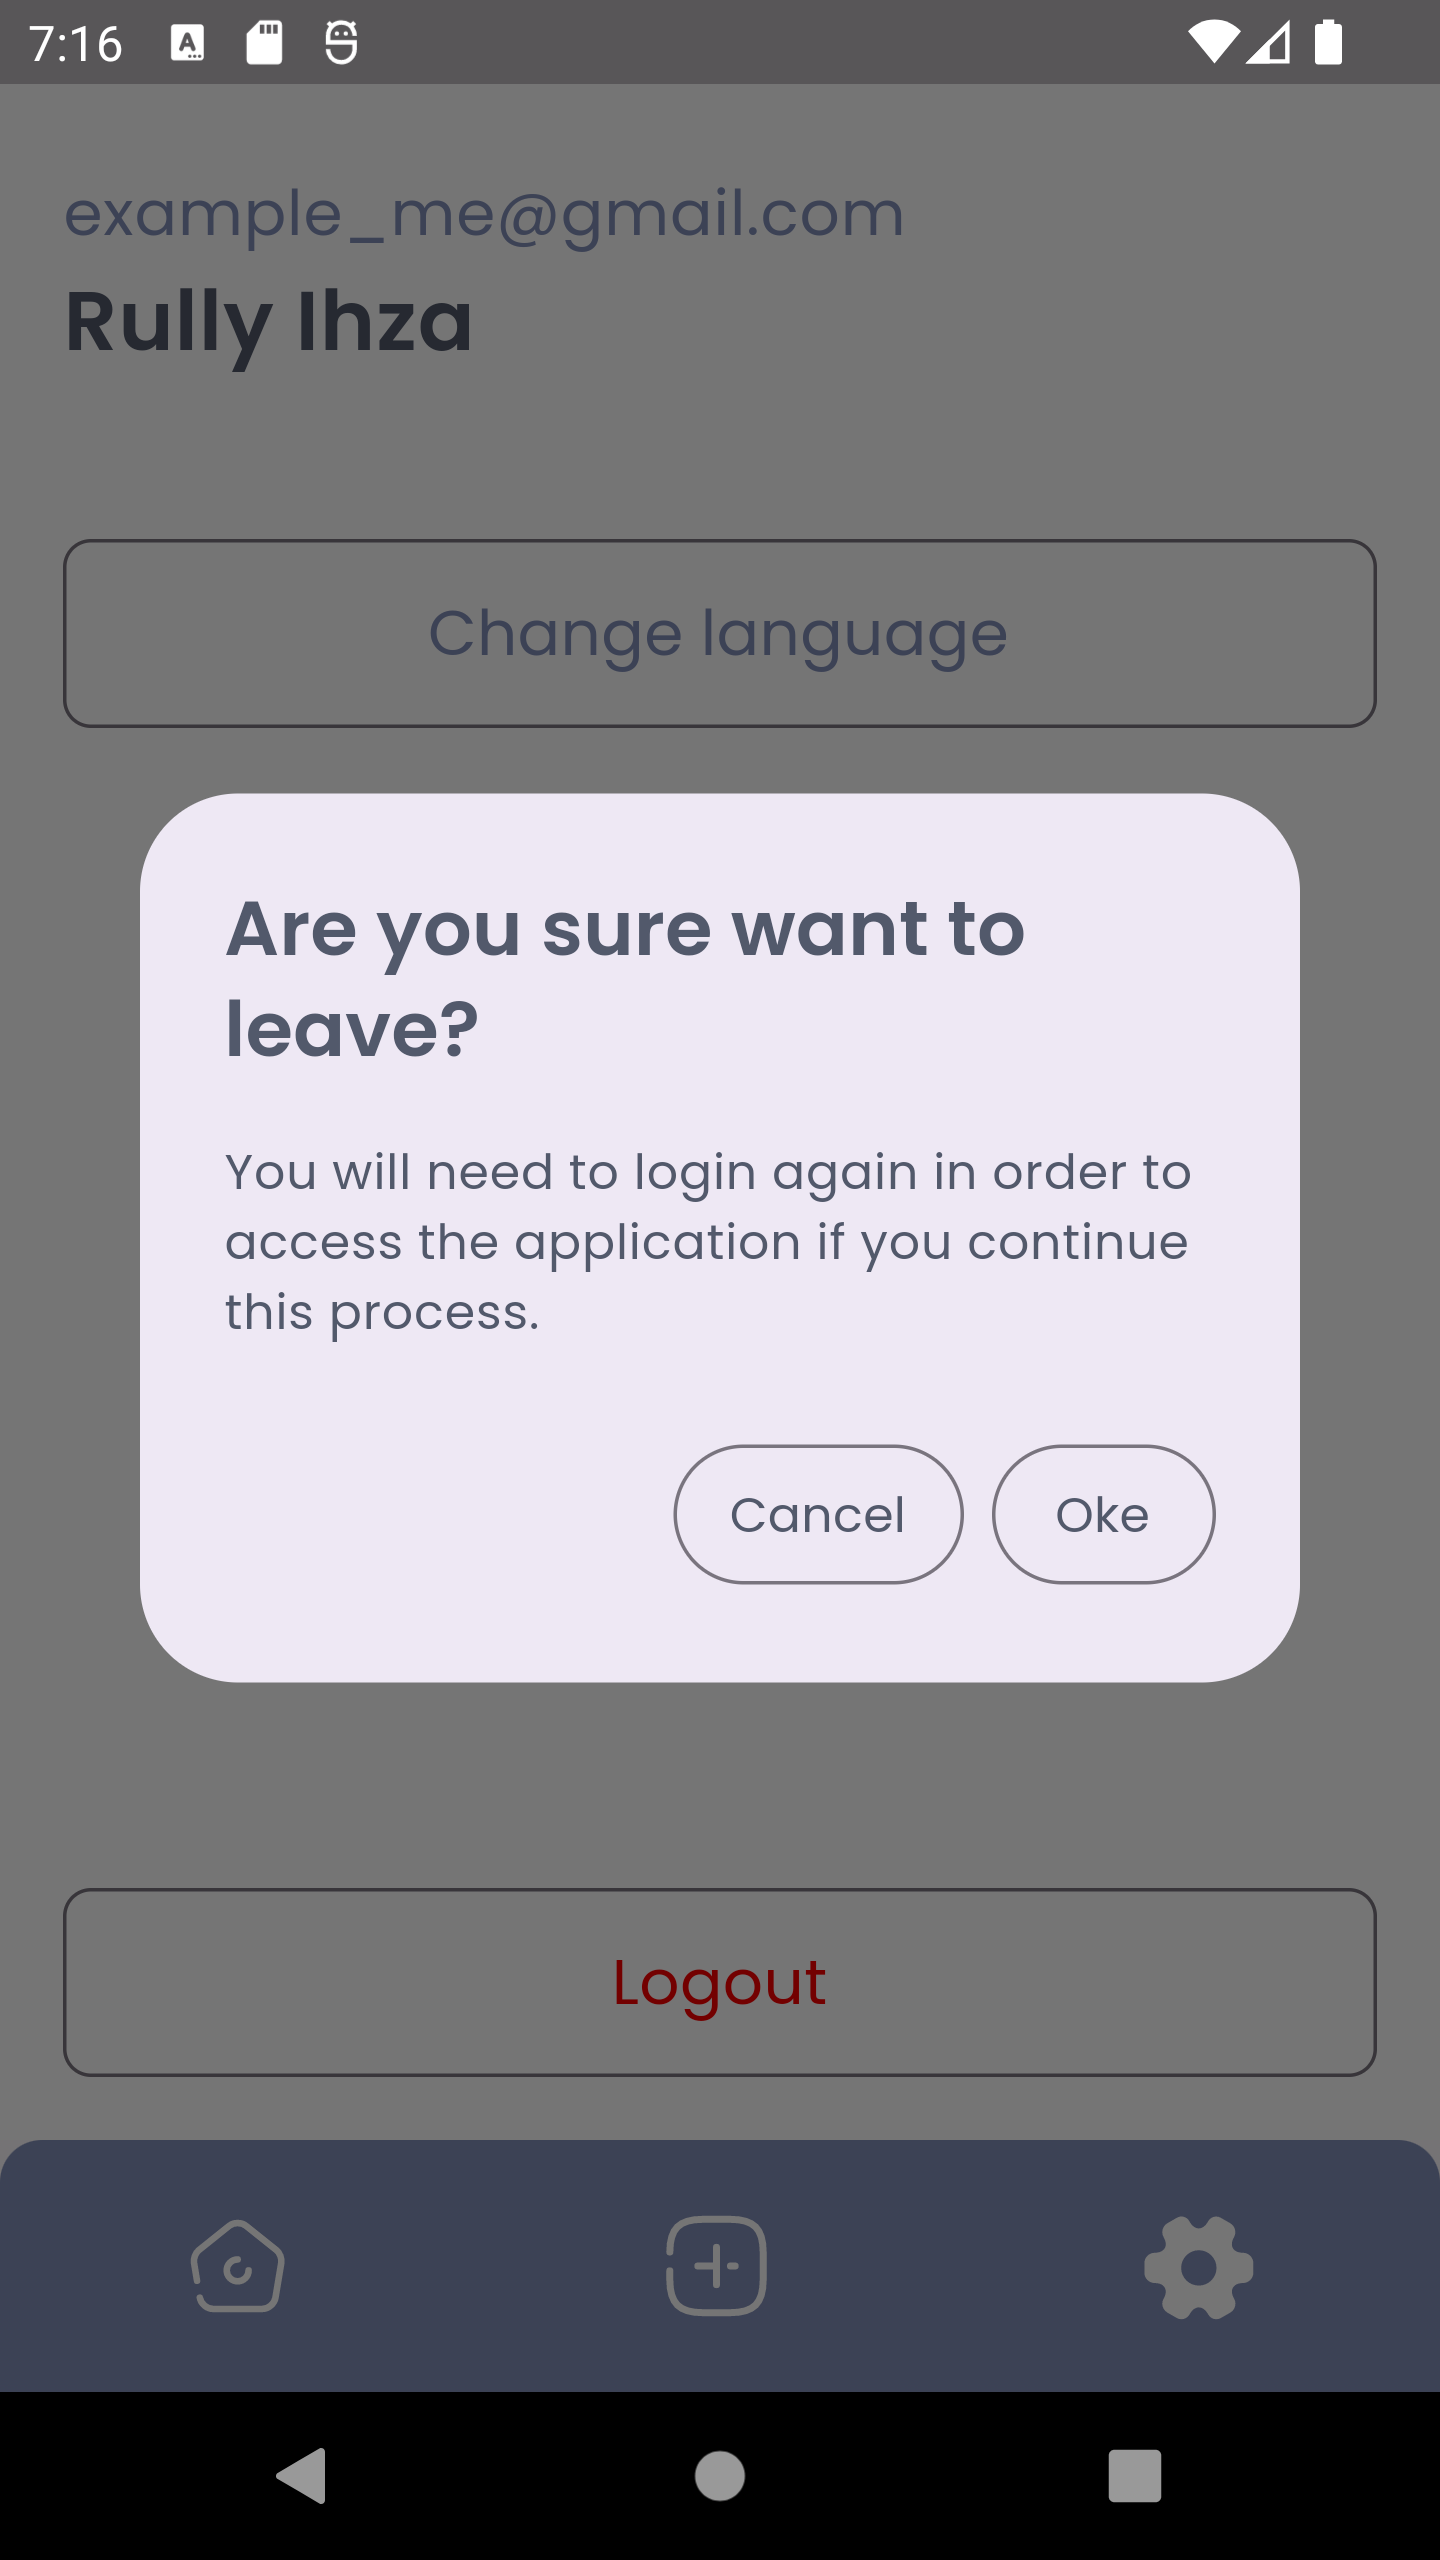 7:16
example_me@gmail.com
Rully Ihza
Change language
Are you sure want to
leave?
You will need to login again in order to
access the application if you continue
this process.
Cancel
Oke
Logout